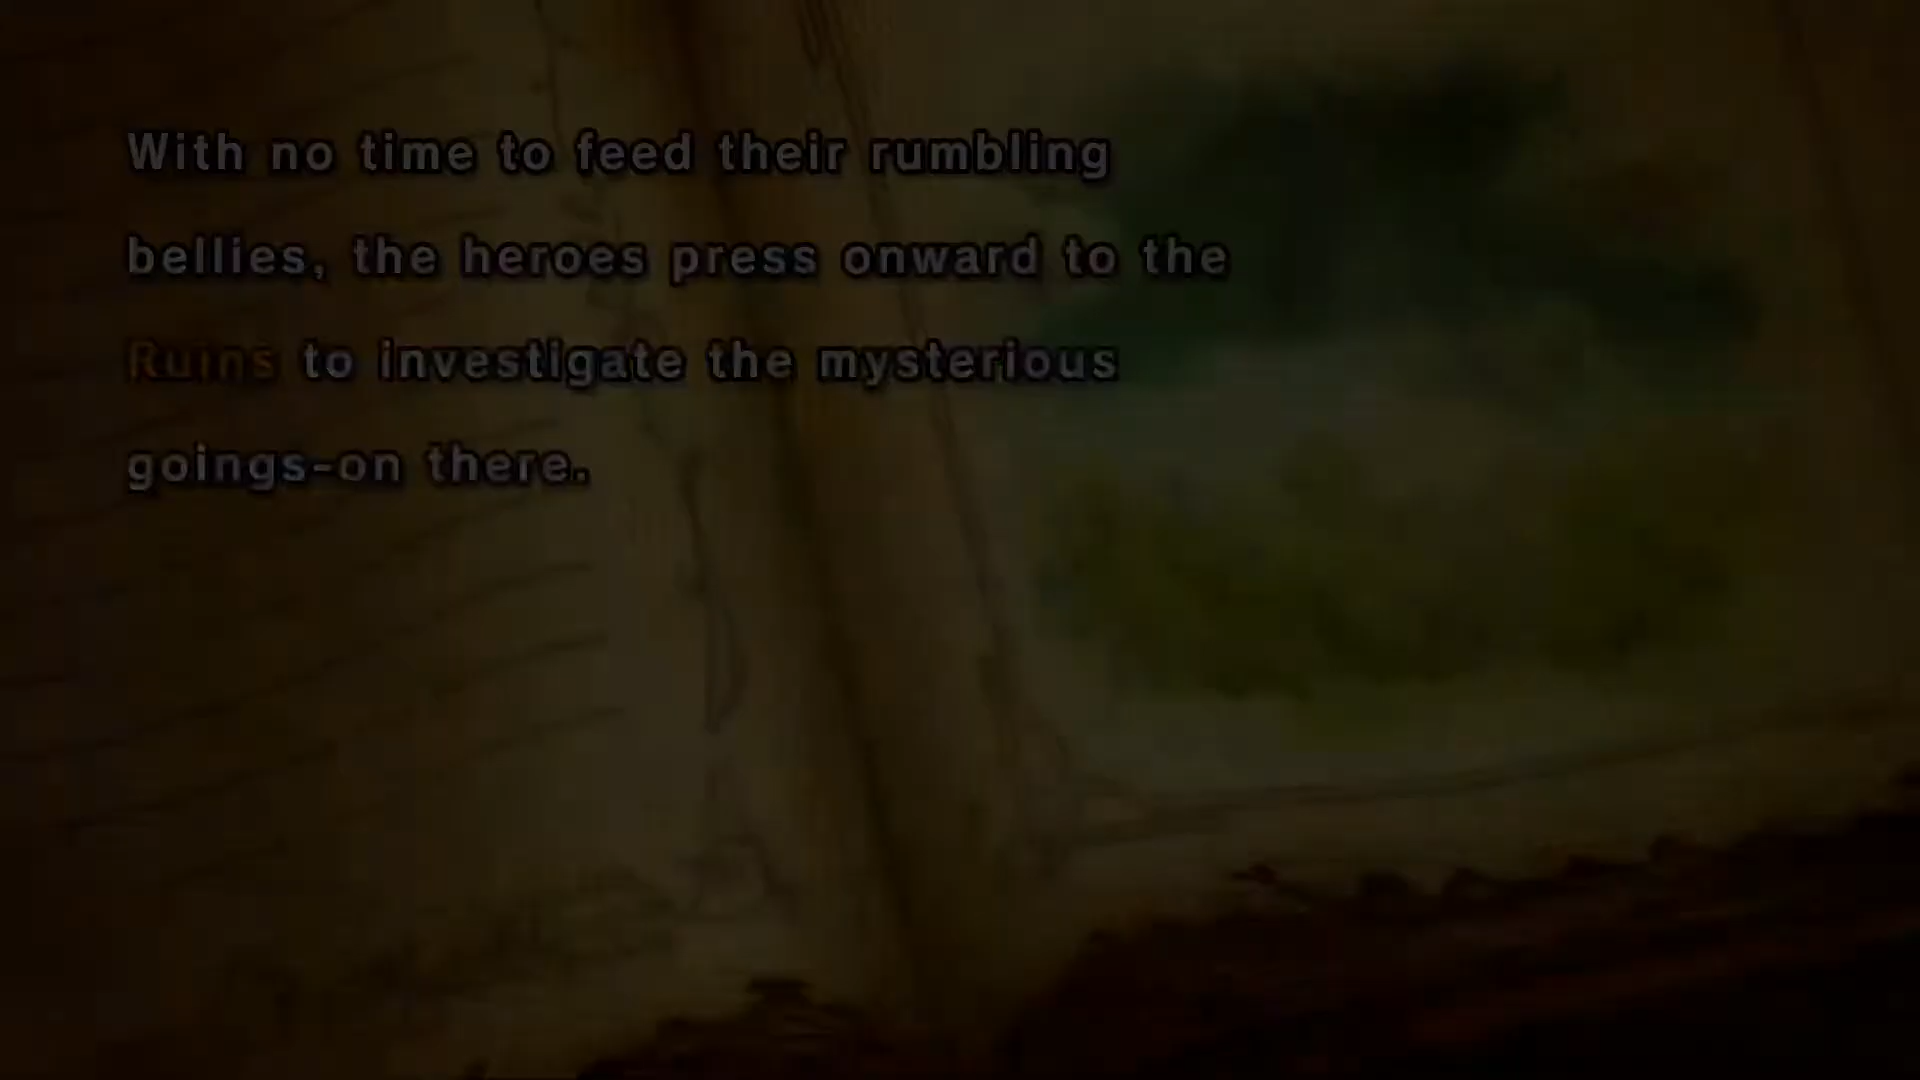 With no time to feed their rumbling
bellies, the heroes press onward to the
Ruins to investigate the mysterious
goings-on there.